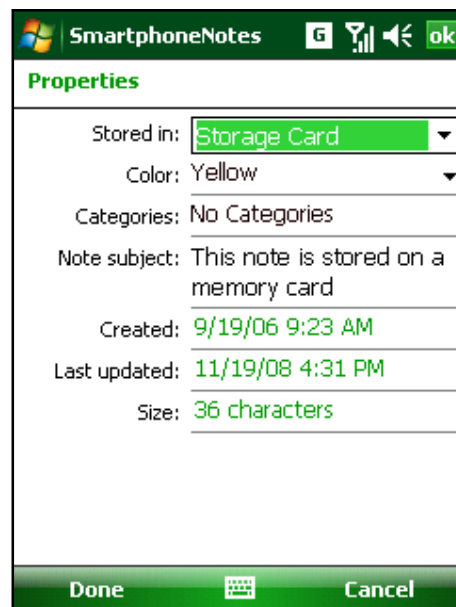 SmartphoneNotes G ok
Properties
Stored in: Storage Card
Color: Yellow
Categories: No Categories
Note subject: This note is stored on a
memory card
Created: 9/19/06 9:23 AM
Last updated: 11/19/08 4:31 PM
Size: 36 characters
Done Cancel